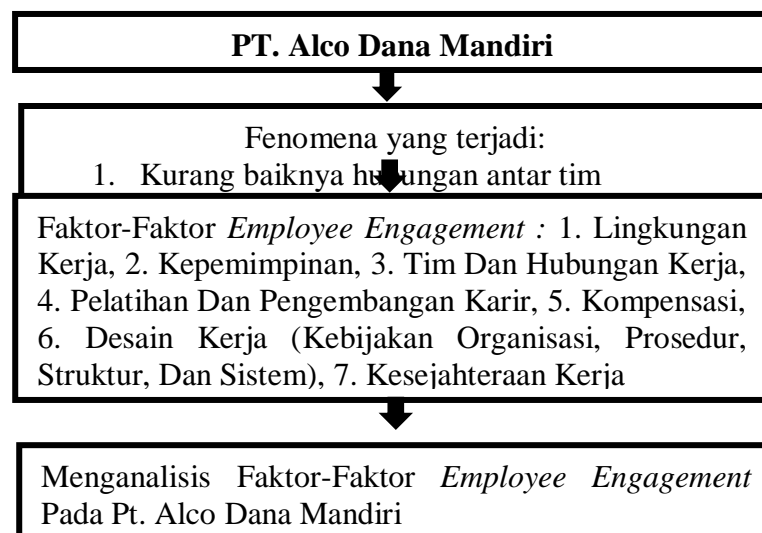 PT. Alco Dana Mandiri
Fenomena yang terjadi:
1. Kurang baiknya hubungan antar tim
Faktor-Faktor Employee Engagement : 1. Lingkungan
Kerja, 2. Kepemimpinan, 3. Tim Dan Hubungan Kerja,
4. Pelatihan Dan Pengembangan Karir, 5. Kompensasi,
6. Desain Kerja (Kebijakan Organisasi, Prosedur,
Struktur, Dan Sistem), 7. Kesejahteraan Kerja
Menganalisis Faktor-Faktor Employee Engagement
Pada Pt. Alco Dana Mandiri